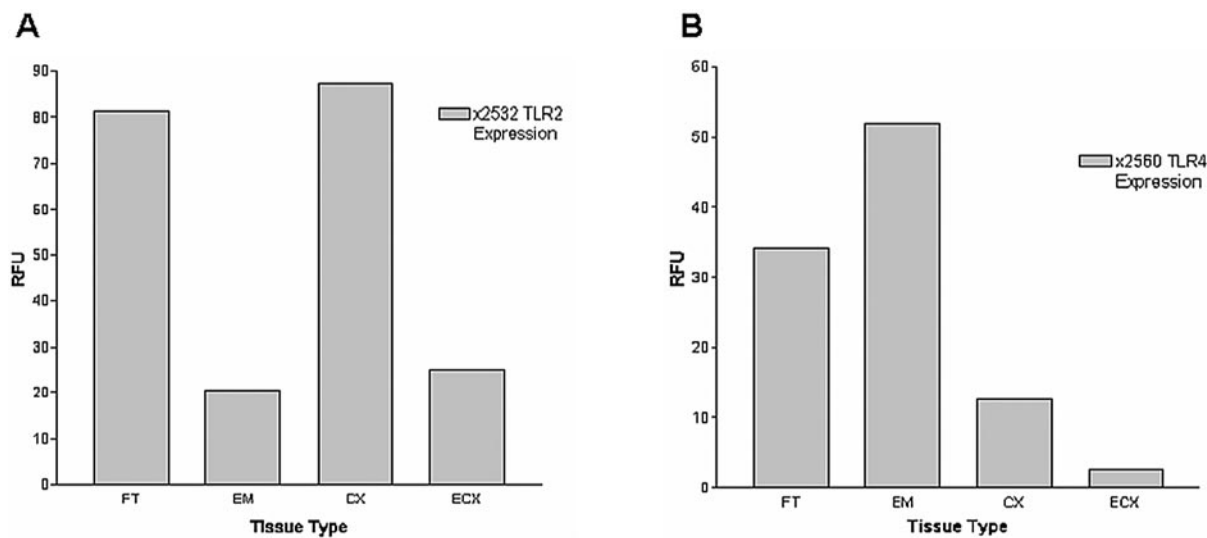 A
90
80
70
60
50
40
30
20
10
0
RFU
FT EM CX ECX
Tissue Type
x2532 TLR2
Expression
B
60
50
40
30
20
10
0
RFU
FT EM CX ECX
Tissue Type
x2560 TLR4
Expression